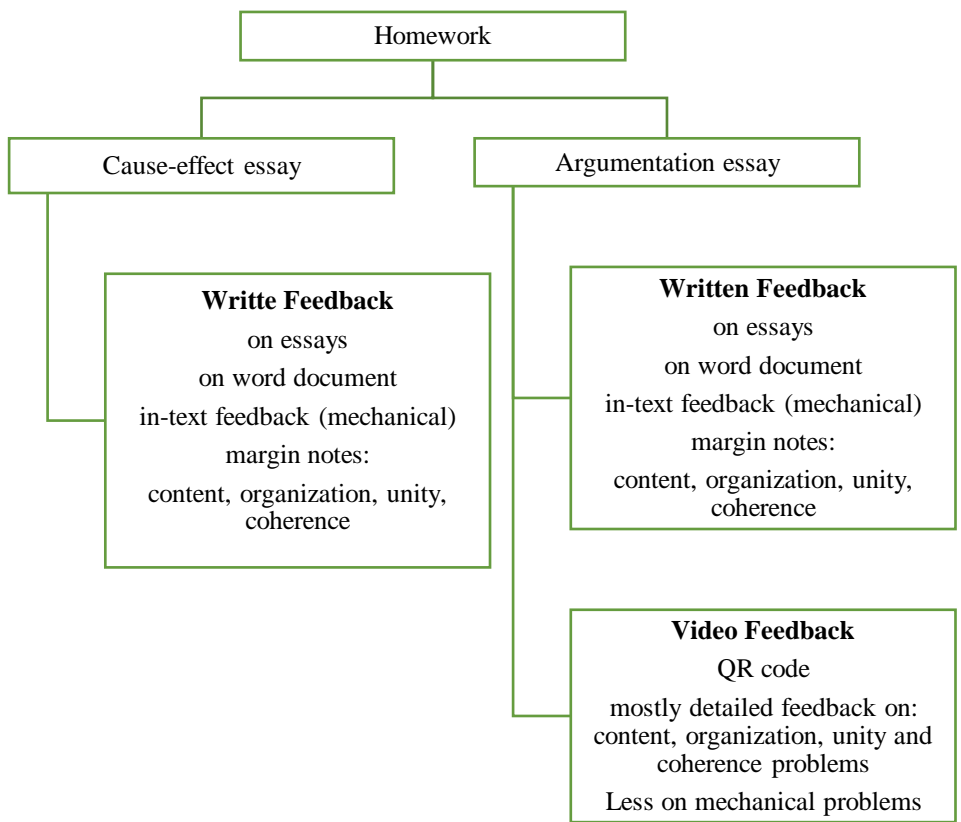 Homework
Cause-effect essay
Argumentation essay
Writte Feedback
on essays
on word document
in-text feedback (mechanical)
margin notes:
content, organization, unity,
coherence
Written Feedback
on essays
on word document
in-text feedback (mechanical)
margin notes:
content, organization, unity,
coherence
Video Feedback
QR code
mostly detailed feedback on:
content, organization, unity and
coherence problems
Less on mechanical problems